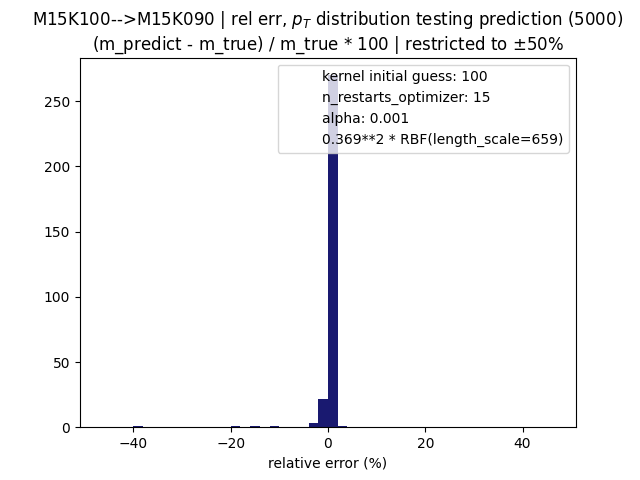 M15K100-->M15K090 | rel err, p_T distribution testing prediction (5000)
(m_predict - m_true) / m_true * 100 | restricted to ±50%
kernel initial guess: 100
n_restarts_optimizer: 15
alpha: 0.001
0.369**2 * RBF(length_scale=659)
250
200
150
100
50
0
−40 −20 0 20 40
relative error (%)